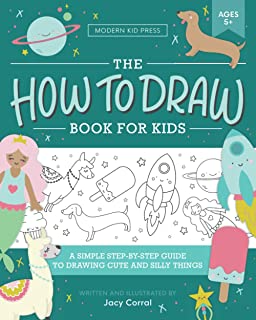 MODERN KID PRESS
AGES
5+
THE
HOW TO DRAW
BOOK FOR KIDS
A SIMPLE STEP-BY-STEP GUIDE
TO DRAWING CUTE AND SILLY THINGS
WRITTEN AND ILLUSTRATED BY
Jacy Corral